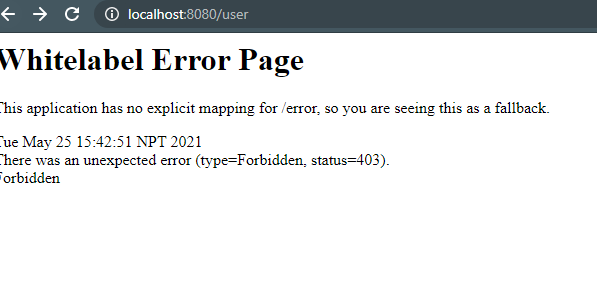 localhost:8080/user
Whitelabel Error Page
This application has no explicit mapping for /error, so you are seeing this as a fallback.
Tue May 25 15:42:51 NPT 2021
There was an unexpected error (type=Forbidden, status=403).
Forbidden